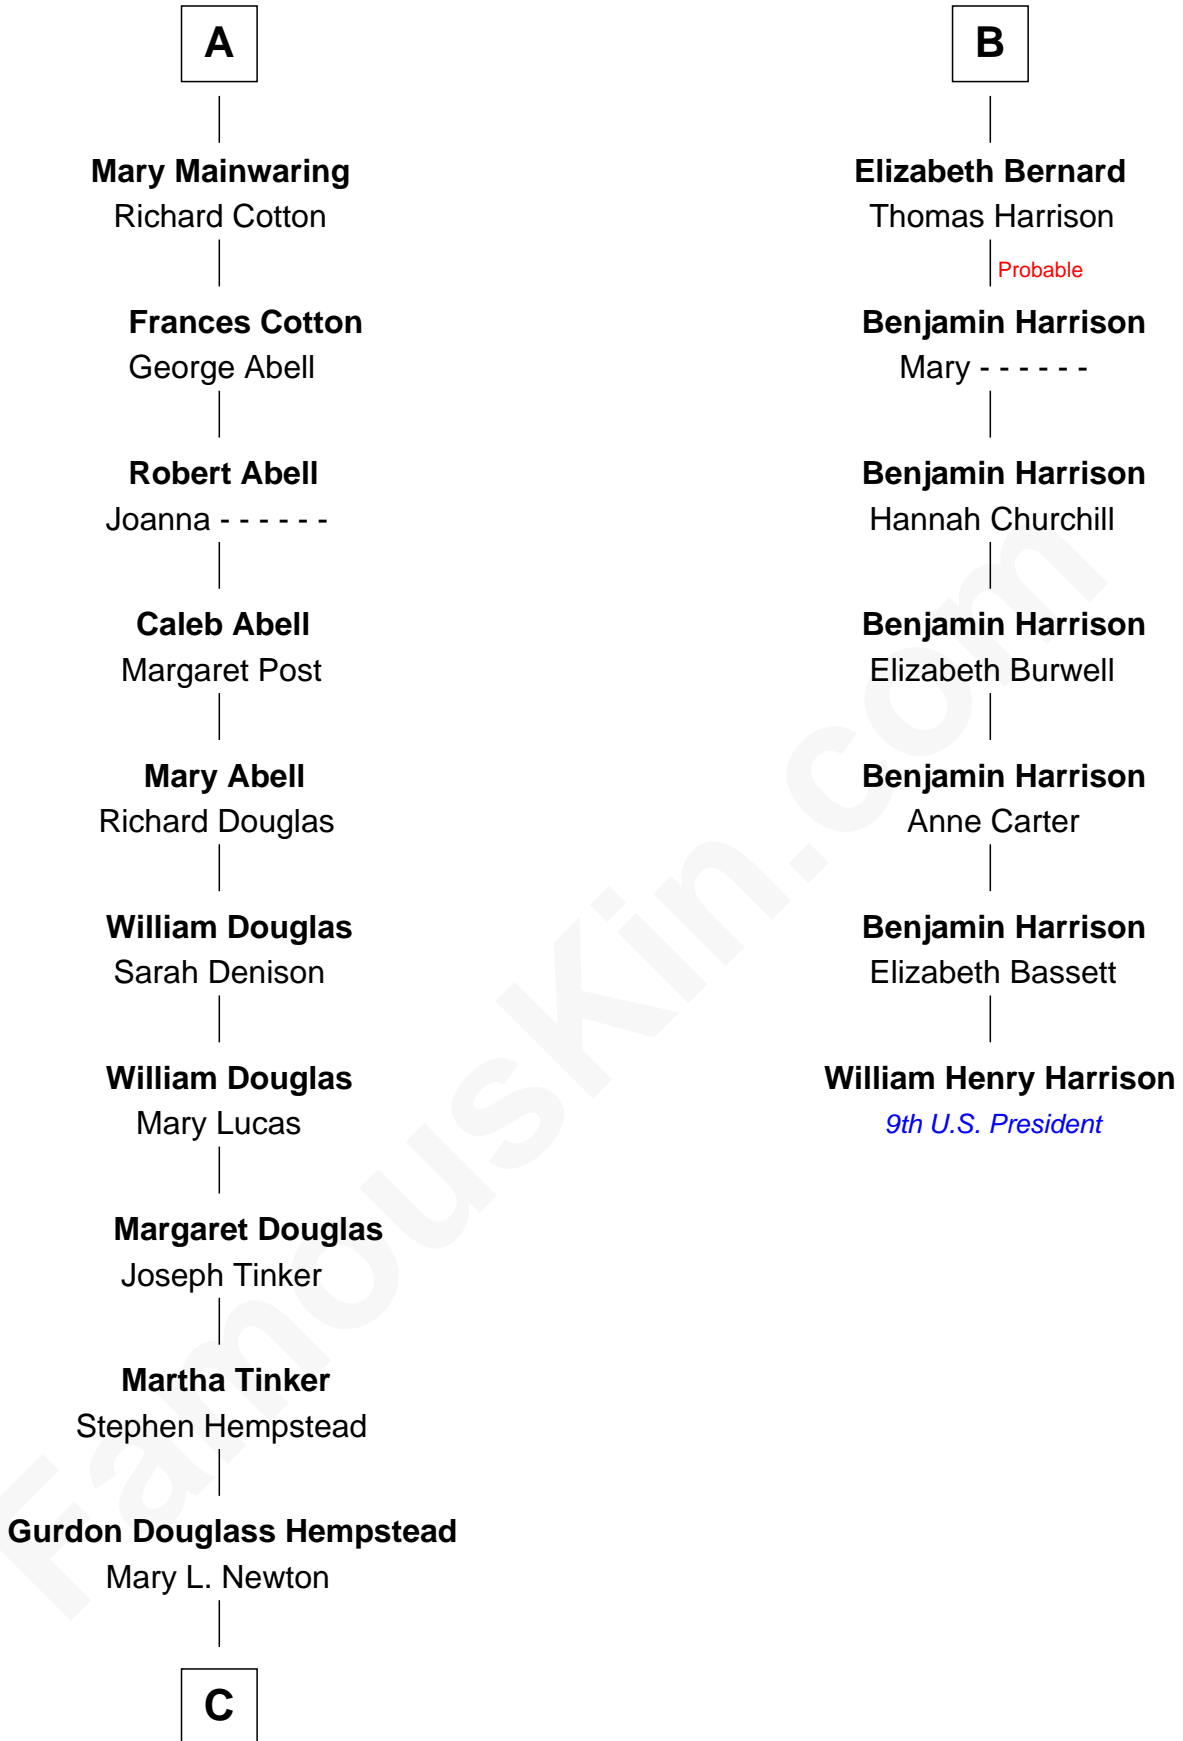 A
Mary Mainwaring
Richard Cotton
Frances Cotton
George Abell
Robert Abell
Joanna - - - - - -
Caleb Abell
Margaret Post
Mary Abell
Richard Douglas
William Douglas
Sarah Denison
William Douglas
Mary Lucas
Margaret Douglas
Joseph Tinker
Martha Tinker
Stephen Hempstead
Gurdon Douglass Hempstead
Mary L. Newton
C
B
Elizabeth Bernard
Thomas Harrison
Probable
Benjamin Harrison
Mary - - - - - -
Benjamin Harrison
Hannah Churchill
Benjamin Harrison
Elizabeth Burwell
Benjamin Harrison
Anne Carter
Benjamin Harrison
Elizabeth Bassett
William Henry Harrison
9th U.S. President
FamousKin.com